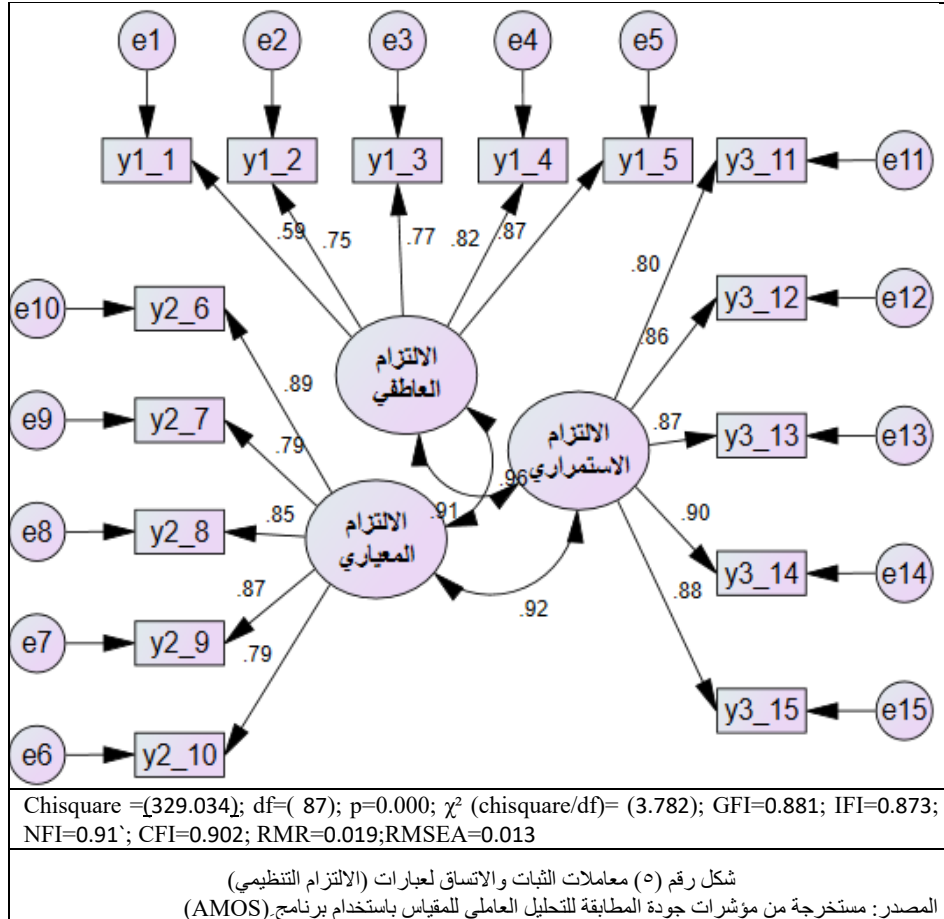 e1 e2 e3 e4 e5
y1_1 y1_2 y1_3 y1_4 y1_5 y3_11 e11
.59 .75 .77 .82 .87
.80
e10 y2_6 y3_12 e12
.86
الالتزام
العاطفي
.89
e9 y2_7 .87 y3_13 e13
.79
الالتزام
الاستمراري
.96
.91
e8 y2_8 .85
الالتزام
المعياري
.90
y3_14 e14
.87 .92 .88
e7 y2_9
.79
y3_15 e15
e6 y2_10
Chisquare =(329.034); df=( 87); p=0.000; χ² (chisquare/df)= (3.782); GFI=0.881; IFI=0.873;
NFI=0.91`; CFI=0.902; RMR=0.019;RMSEA=0.013
شكل رقم (٥) معاملات الثبات والاتساق لعبارات (الالتزام التنظيمي)
المصدر: مستخرجة من مؤشرات جودة المطابقة للتحليل العاملي للمقياس باستخدام برنامج.(AMOS)